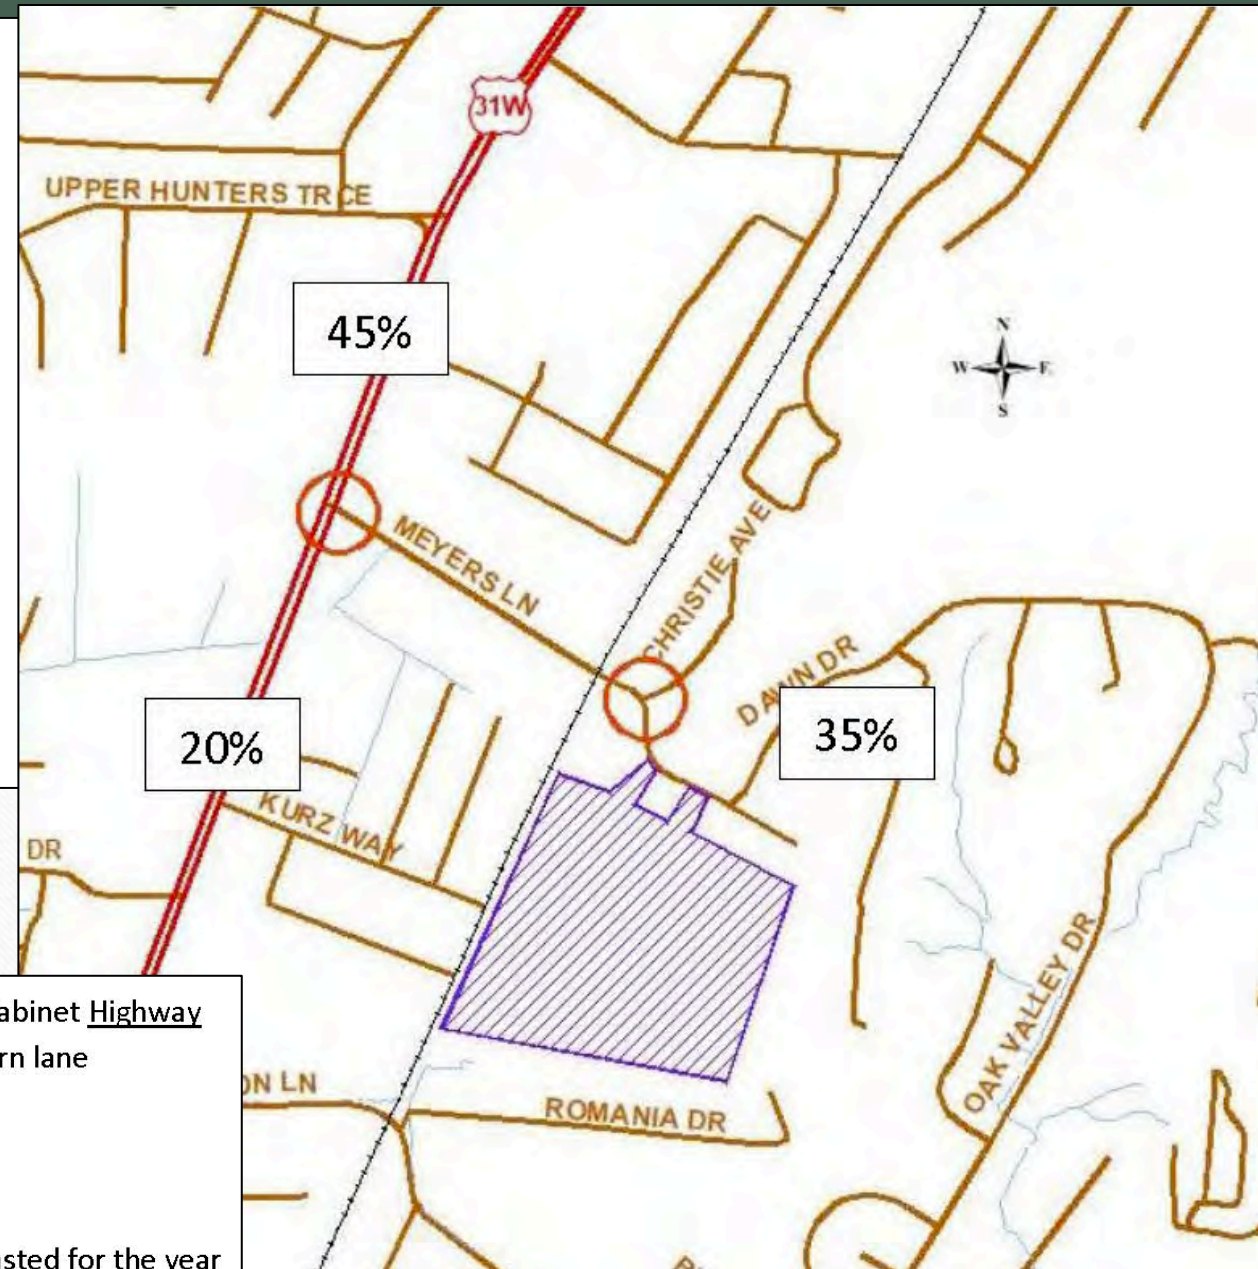 31W
UPPER HUNTERS TRCE
45%
N
W E
S
MEYERS LN
CHRISTIE AVE
DAWN DR
20%
35%
KURZ WAY
DR
OAK VALLEY DR
abinet Highway
rn lane
ON LN
ROMANIA DR
sted for the year